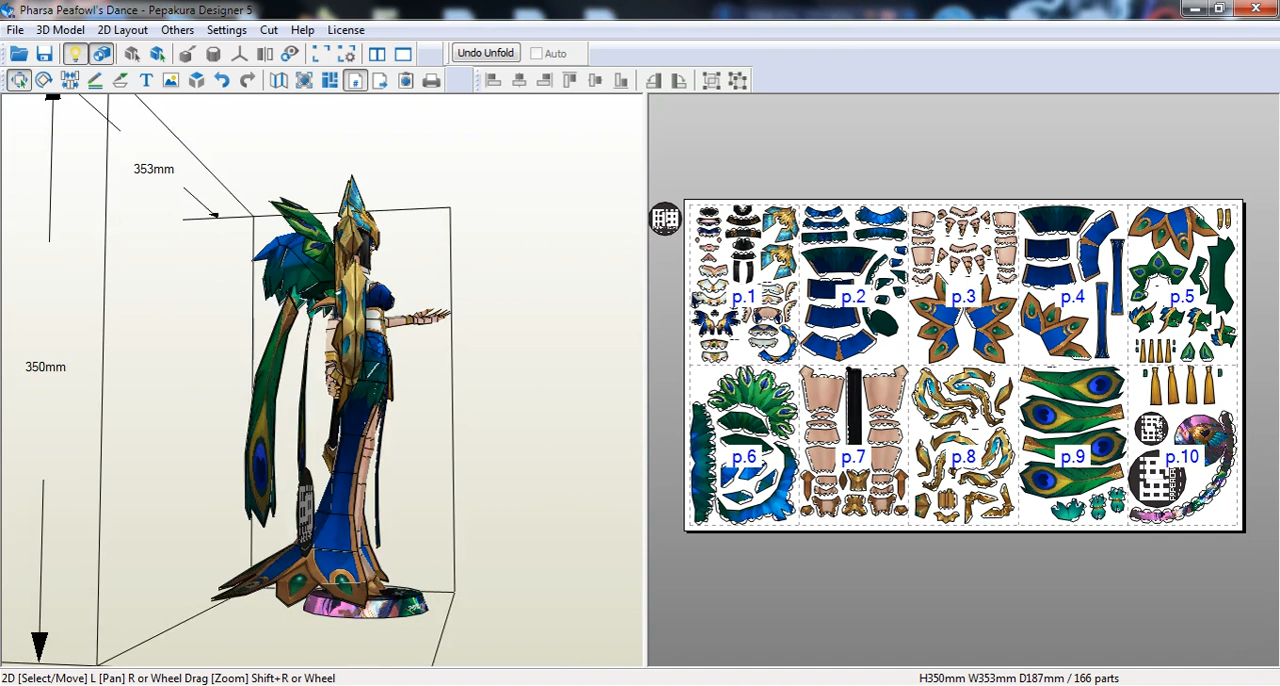 Pharsa Peafowl's Dance - Pepakura Designer 5
File 3D Model 2D Layout Others Settings Cut Help License
Undo Unfold Auto
353mm
350mm
p.1 p.2 p.3 p.4 p.5
p.6 p.7 p.8 p.9 p.10
2D [Select/Move] L [Pan] R or Wheel Drag [Zoom] Shift+R or Wheel
H350mm W353mm D187mm / 166 parts